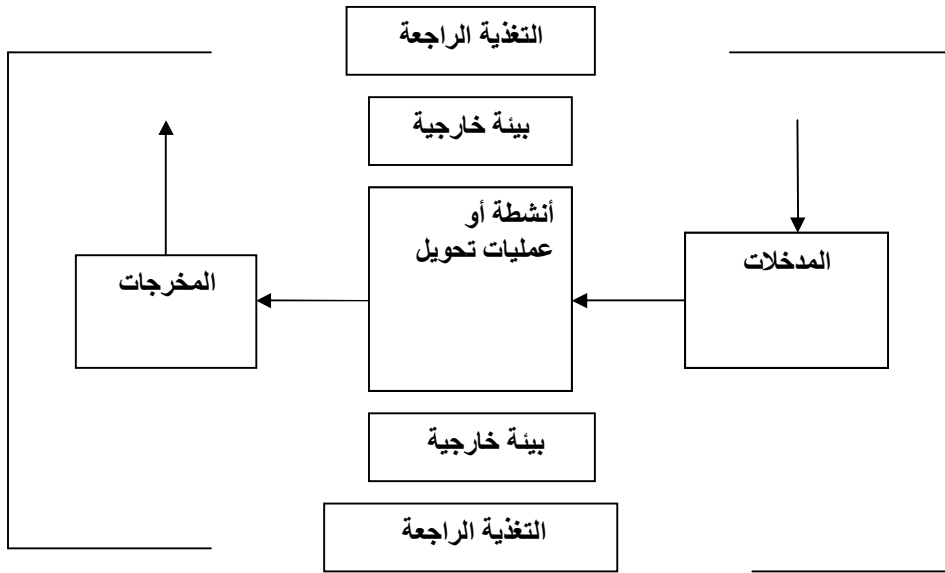 التغذية الراجعة
بيئة خارجية
أنشطة أو
عمليات تحويل
المدخلات
المخرجات
بيئة خارجية
التغذية الراجعة